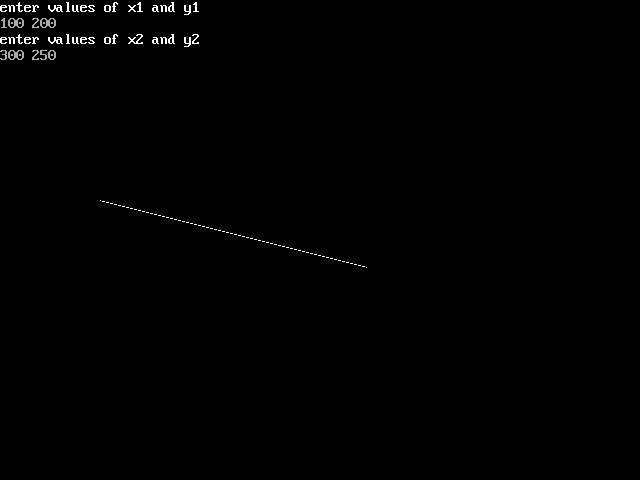 enter values of x1 and y1
100 200
enter values of x2 and y2
300 250